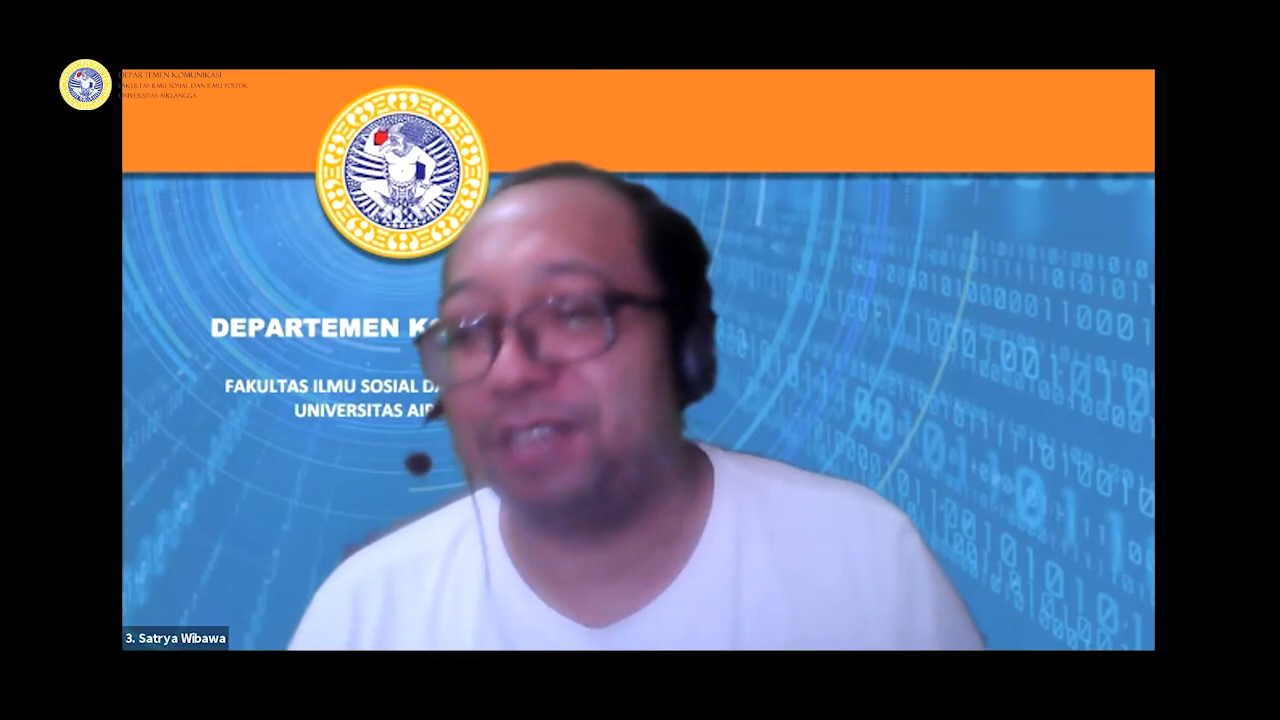 DEPARTEMEN KOMUNIKASI
FAKULTAS ILMU SOSIAL DAN ILMU POLITIK
UNIVERSITAS AIRLANGGA
DEPARTEMEN K
FAKULTAS ILMU SOSIAL DA
UNIVERSITAS AIR
3. Satrya Wibawa